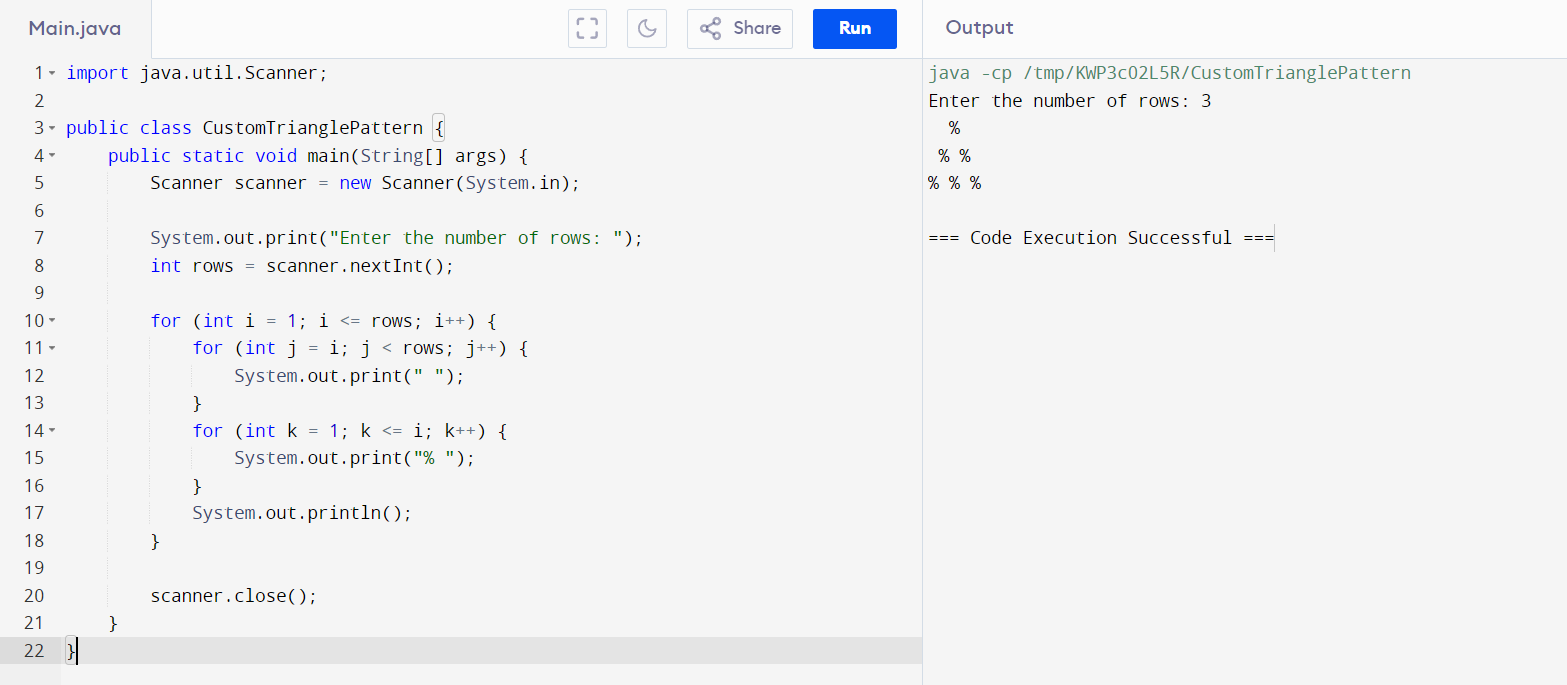 Main.java
Share
Run
Output
1 import java.util.Scanner;
2
3 public class CustomTrianglePattern {
4     public static void main(String[] args) {
5         Scanner scanner = new Scanner(System.in);
6
7         System.out.print("Enter the number of rows: ");
8         int rows = scanner.nextInt();
9
10         for (int i = 1; i <= rows; i++) {
11             for (int j = i; j < rows; j++) {
12                 System.out.print(" ");
13             }
14             for (int k = 1; k <= i; k++) {
15                 System.out.print("% ");
16             }
17             System.out.println();
18         }
19
20         scanner.close();
21     }
22 }
java -cp /tmp/KWP3cO2L5R/CustomTrianglePattern
Enter the number of rows: 3
  %
 % %
% % %
=== Code Execution Successful ===